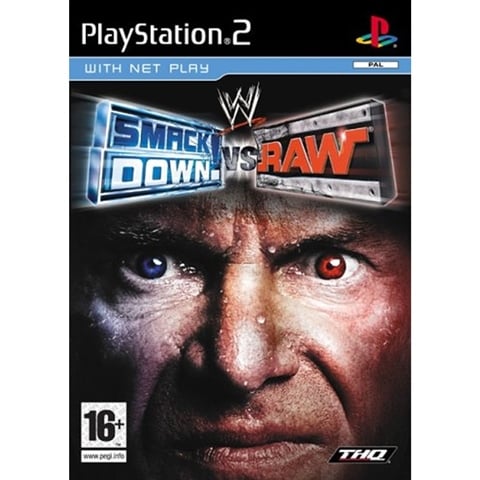 PlayStation®2
WITH NET PLAY
PAL
W
SMACK VS RAW
DOWN!
16+
www.pegi.info
THQ